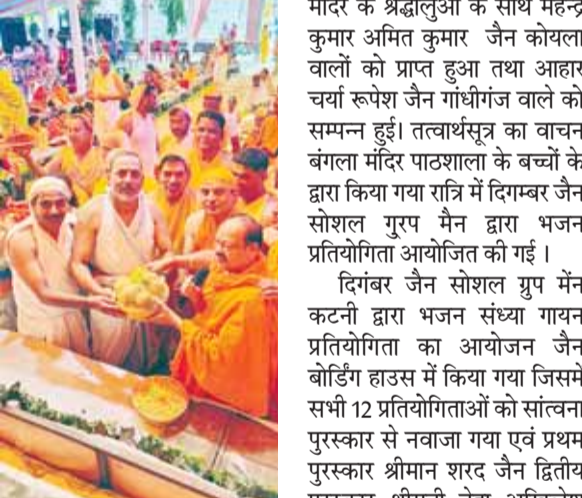 मंदिर के श्रद्धालुओं के साथ महेन्द्र
कुमार अमित कुमार जैन कोयला
वालों को प्राप्त हुआ तथा आहार
चर्या रूपेश जैन गांधीगंज वाले को
सम्पन्न हुई। तत्वार्थसूत्र का वाचन
बंगला मंदिर पाठशाला के बच्चों के
द्वारा किया गया रात्रि में दिगम्बर जैन
सोशल गु्रप मैन द्वारा भजन
प्रतियोगिता आयोजित की गई ।
दिगंबर जैन सोशल ग्रुप मेंन
कटनी द्वारा भजन संध्या गायन
प्रतियोगिता का आयोजन जैन
बोर्डिंग हाउस में किया गया जिसमें
सभी 12 प्रतियोगिताओं को सांत्वना
पुरस्कार से नवाजा गया एवं प्रथम
पुरस्कार श्रीमान शरद जैन द्वितीय